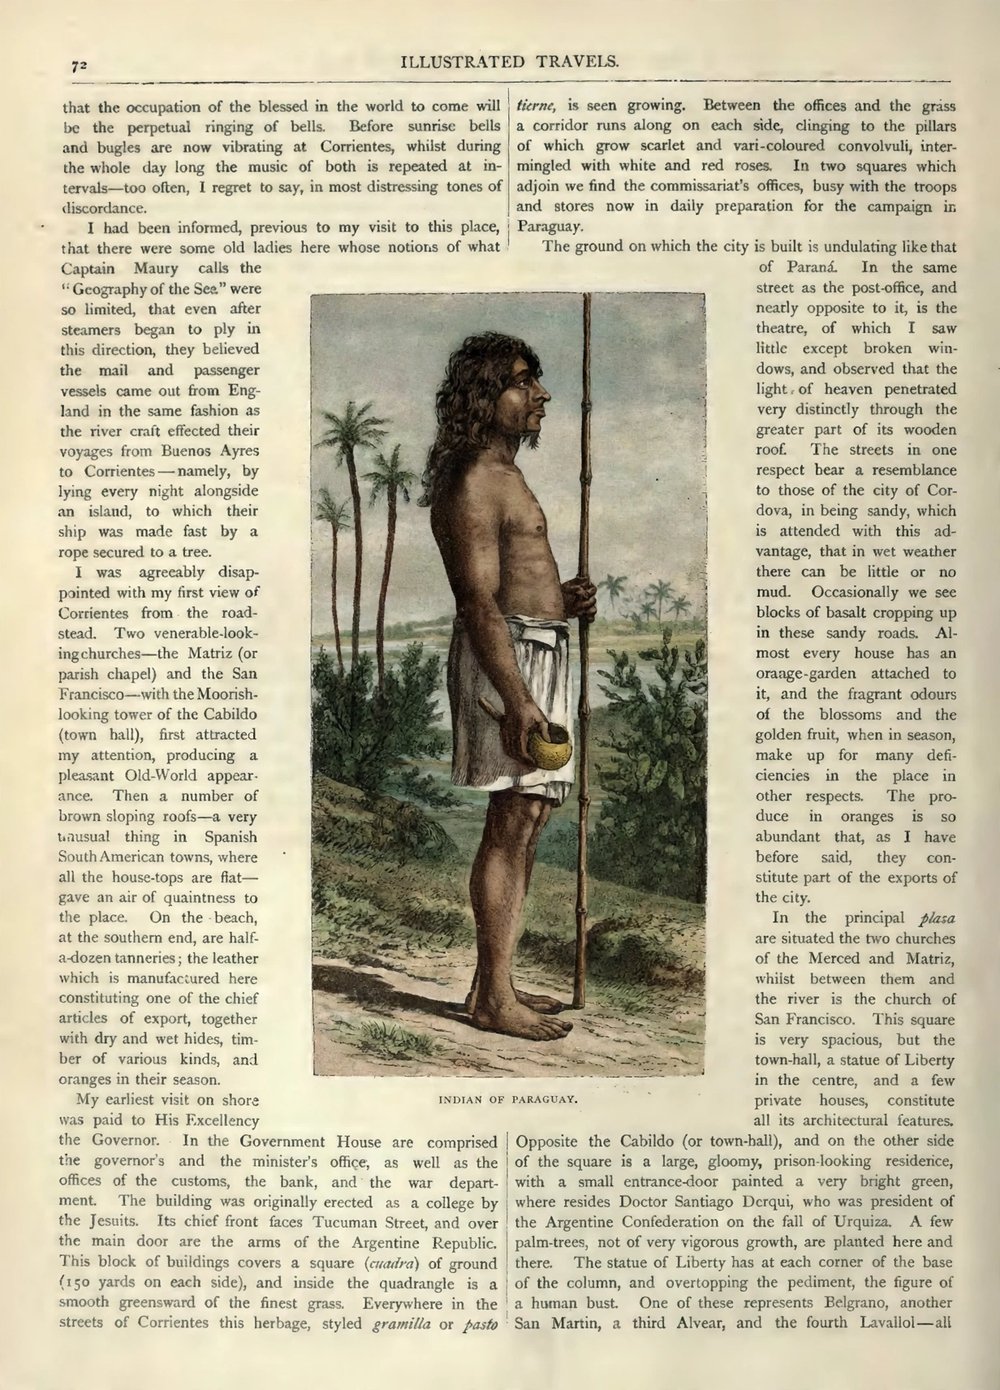 72
ILLUSTRATED TRAVELS.
that the occupation of the blessed in the world to come will
be the perpetual ringing of bells. Before sunrise bells
and bugles are now vibrating at Corrientes, whilst during
the whole day long the music of both is repeated at in-
tervals—too often, I regret to say, in most distressing tones of
discordance.
I had been informed, previous to my visit to this place,
that there were some old ladies here whose notions of what
Captain Maury calls the
"Geography of the Sea" were
so limited, that even after
steamers began to ply in
this direction, they believed
the mail and passenger
vessels came out from Eng-
land in the same fashion as
the river craft effected their
voyages from Buenos Ayres
to Corrientes—namely, by
lying every night alongside
an island, to which their
ship was made fast by a
rope secured to a tree.
I was agreeably disap-
pointed with my first view of
Corrientes from the road-
stead. Two venerable-look-
ing churches—the Matriz (or
parish chapel) and the San
Francisco—with the Moorish-
looking tower of the Cabildo
(town hall), first attracted
my attention, producing a
pleasant Old-World appear-
ance. Then a number of
brown sloping roofs—a very
unusual thing in Spanish
South American towns, where
all the house-tops are flat—
gave an air of quaintness to
the place. On the beach,
at the southern end, are half-
a-dozen tanneries; the leather
which is manufactured here
constituting one of the chief
articles of export, together
with dry and wet hides, tim-
ber of various kinds, and
oranges in their season.
My earliest visit on shore
was paid to His Excellency
the Governor. In the Government House are comprised
the governor's and the minister's office, as well as the
offices of the customs, the bank, and the war depart-
ment. The building was originally erected as a college by
the Jesuits. Its chief front faces Tucuman Street, and over
the main door are the arms of the Argentine Republic.
This block of buildings covers a square (cuadra) of ground
(150 yards on each side), and inside the quadrangle is a
smooth greensward of the finest grass. Everywhere in the
streets of Corrientes this herbage, styled gramilla or pasto
tierne, is seen growing. Between the offices and the grass
a corridor runs along on each side, clinging to the pillars
of which grow scarlet and vari-coloured convolvuli, inter-
mingled with white and red roses. In two squares which
adjoin we find the commissariat's offices, busy with the troops
and stores now in daily preparation for the campaign in
Paraguay.
The ground on which the city is built is undulating like that
of Paraná. In the same
street as the post-office, and
nearly opposite to it, is the
theatre, of which I saw
little except broken win-
dows, and observed that the
light of heaven penetrated
very distinctly through the
greater part of its wooden
roof. The streets in one
respect bear a resemblance
to those of the city of Cor-
dova, in being sandy, which
is attended with this ad-
vantage, that in wet weather
there can be little or no
mud. Occasionally we see
blocks of basalt cropping up
in these sandy roads. Al-
most every house has an
orange-garden attached to
it, and the fragrant odours
of the blossoms and the
golden fruit, when in season,
make up for many defi-
ciencies in the place in
other respects. The pro-
duce in oranges is so
abundant that, as I have
before said, they con-
stitute part of the exports of
the city.
In the principal plasa
are situated the two churches
of the Merced and Matriz,
whilst between them and
the river is the church of
San Francisco. This square
is very spacious, but the
town-hall, a statue of Liberty
in the centre, and a few
private houses, constitute
all its architectural features.
Opposite the Cabildo (or town-hall), and on the other side
of the square is a large, gloomy, prison-looking residence,
with a small entrance-door painted a very bright green,
where resides Doctor Santiago Derqui, who was president of
the Argentine Confederation on the fall of Urquiza. A few
palm-trees, not of very vigorous growth, are planted here and
there. The statue of Liberty has at each corner of the base
of the column, and overtopping the pediment, the figure of
a human bust. One of these represents Belgrano, another
San Martin, a third Alvear, and the fourth Lavallol—all
INDIAN OF PARAGUAY.